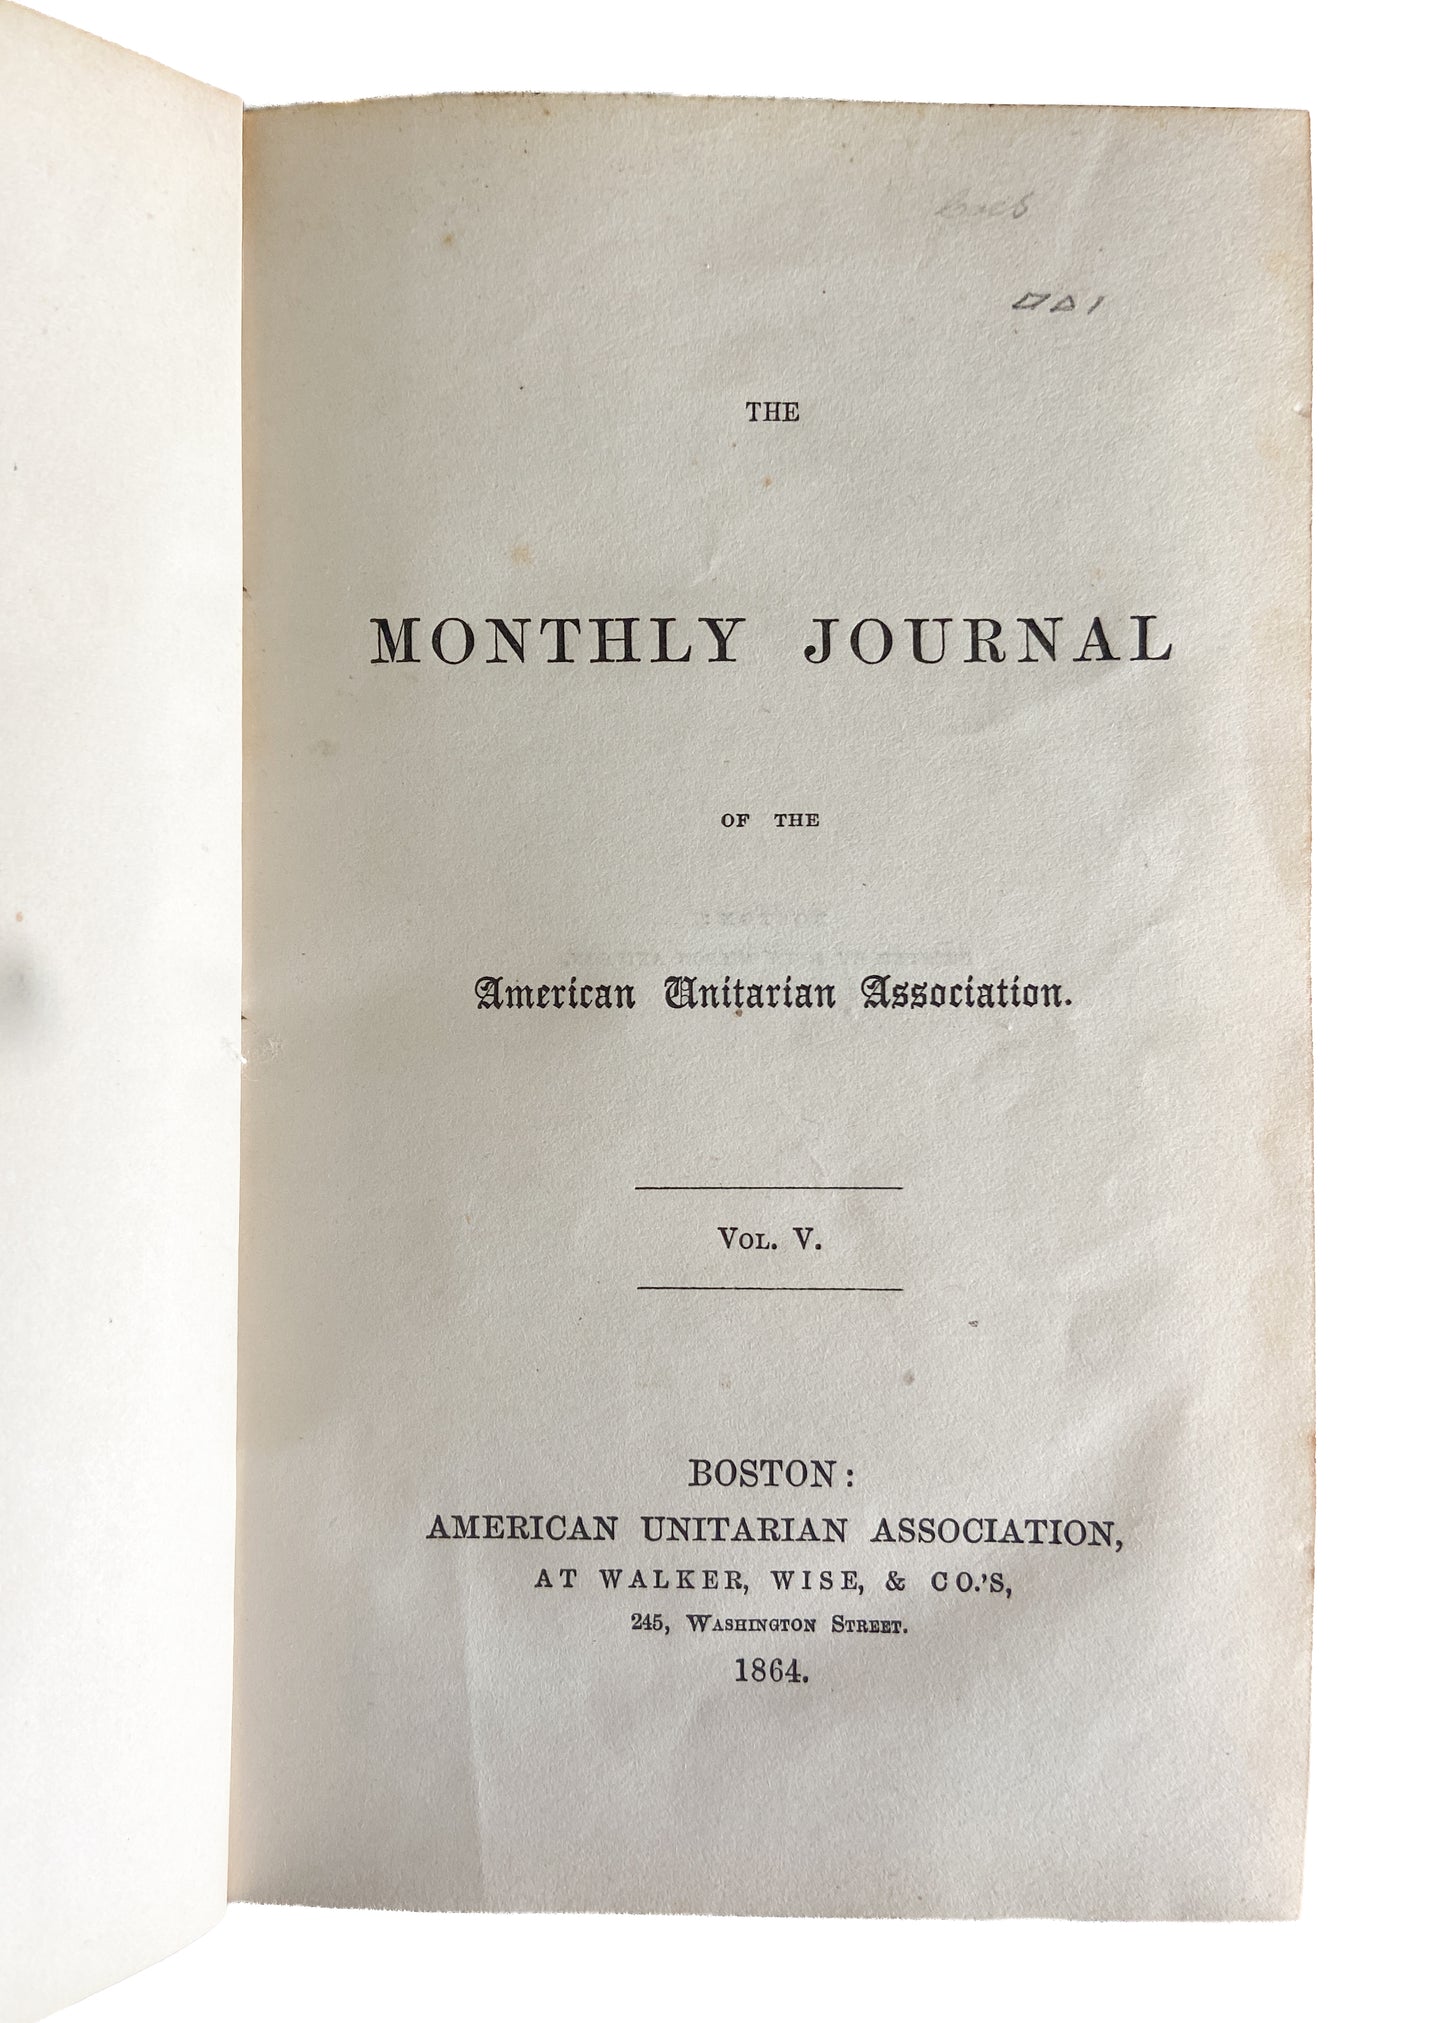 THE
MONTHLY JOURNAL
OF THE
American Unitarian Association.
VOL. V.
BOSTON:
AMERICAN UNITARIAN ASSOCIATION,
AT WALKER, WISE, & CO.'S,
245, WASHINGTON STREET.
1864.